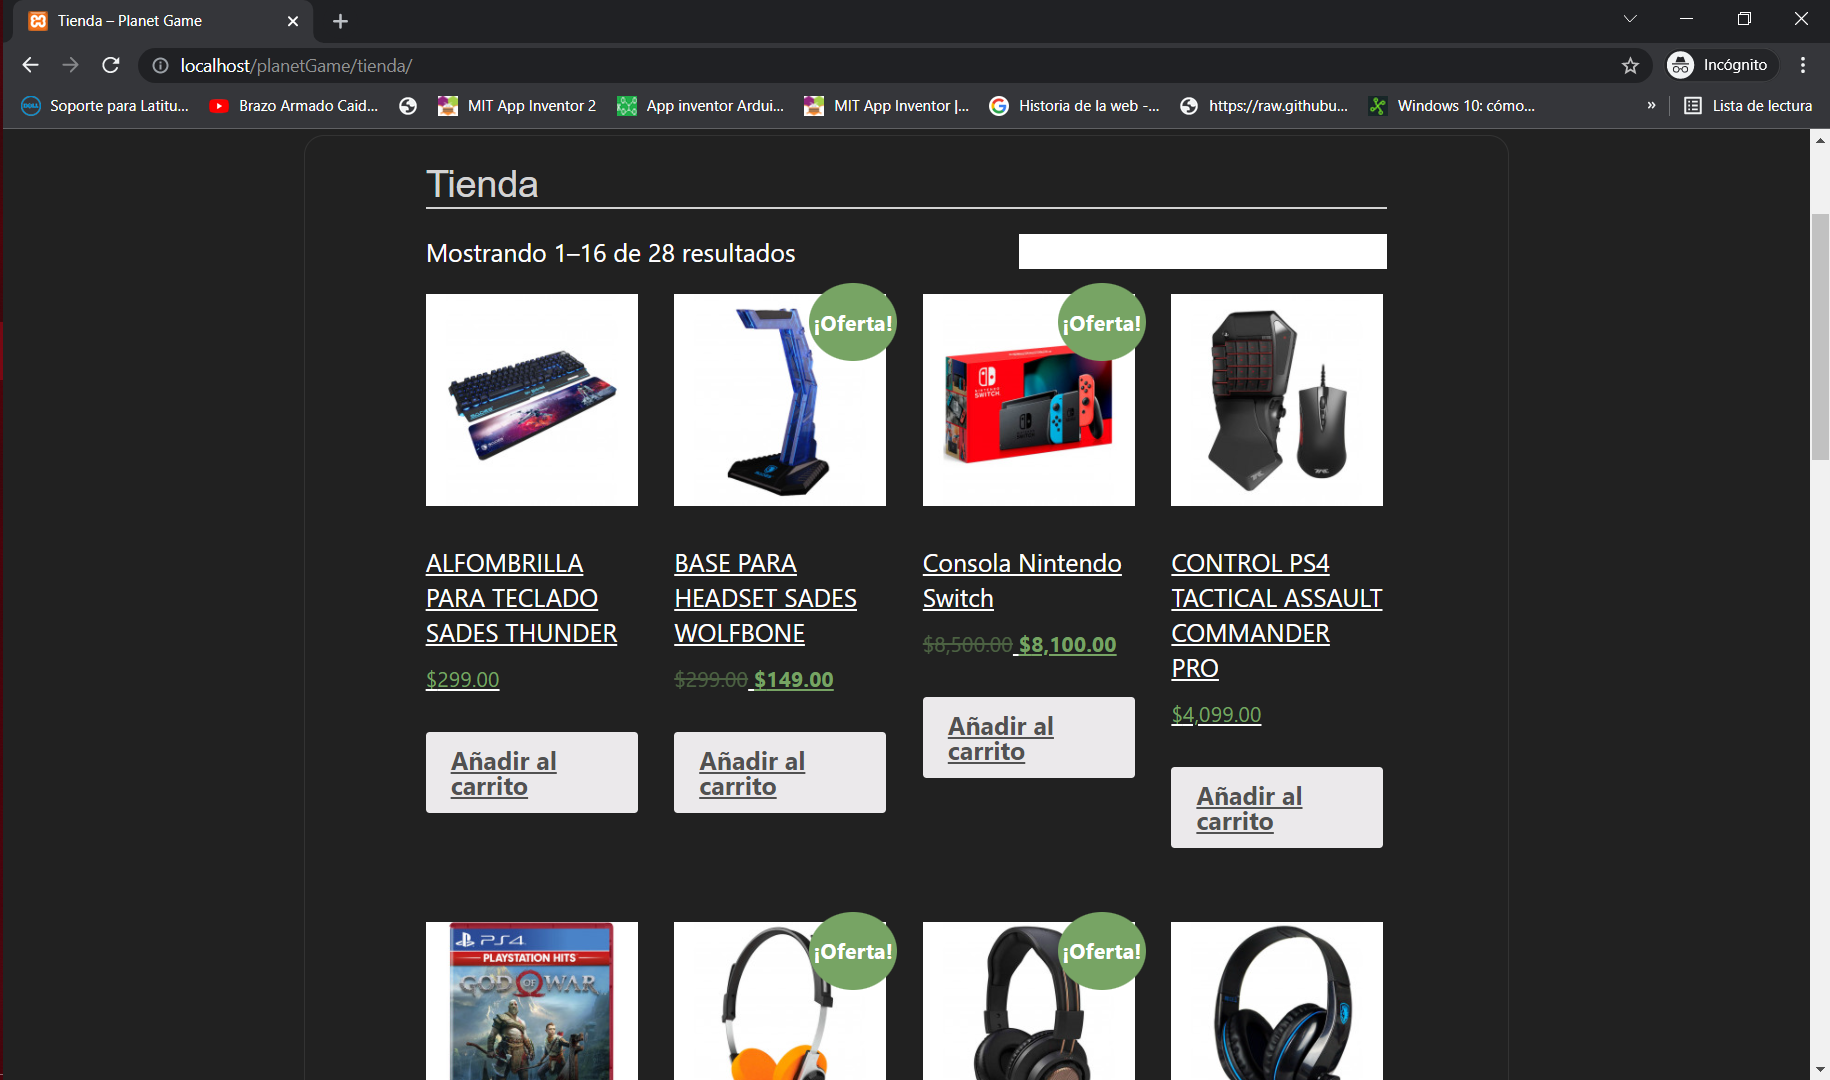 Tienda – Planet Game
localhost/planetGame/tienda/
Incógnito
Soporte para Latitu...
Brazo Armado Caid...
MIT App Inventor 2
App inventor Ardui...
MIT App Inventor |...
Historia de la web -...
https://raw.githubu...
Windows 10: cómo...
»
Lista de lectura
Tienda
Mostrando 1–16 de 28 resultados
¡Oferta!
¡Oferta!
NINTENDO
SWITCH
ALFOMBRILLA
PARA TECLADO
SADES THUNDER
$299.00
Añadir al
carrito
BASE PARA
HEADSET SADES
WOLFBONE
$299.00 $149.00
Añadir al
carrito
Consola Nintendo
Switch
$8,500.00 $8,100.00
Añadir al
carrito
CONTROL PS4
TACTICAL ASSAULT
COMMANDER
PRO
$4,099.00
Añadir al
carrito
PS4
PLAYSTATION HITS
GOD OF WAR
¡Oferta!
¡Oferta!